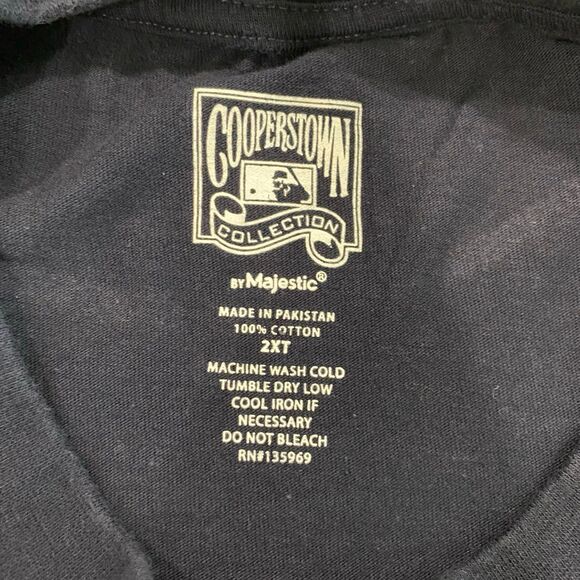 COOPERSTOWN
COLLECTION
BY Majestic®
MADE IN PAKISTAN
100% COTTON
2XT
MACHINE WASH COLD
TUMBLE DRY LOW
COOL IRON IF
NECESSARY
DO NOT BLEACH
RN#135969